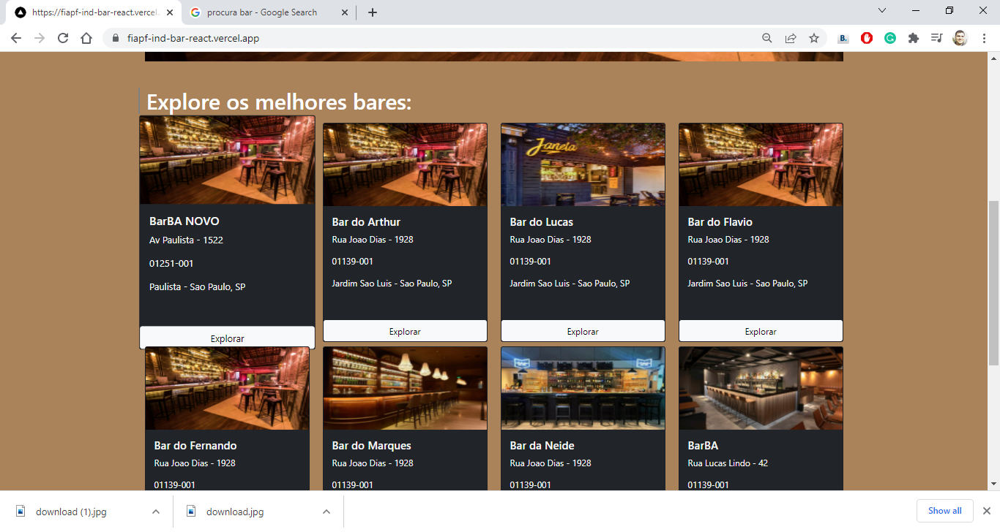 https://fiapf-ind-bar-react.vercel.
procura bar - Google Search
fiapf-ind-bar-react.vercel.app
B.
G
Explore os melhores bares:
BarBA NOVO
Av Paulista - 1522
01251-001
Paulista - Sao Paulo, SP
Explorar
Bar do Arthur
Rua Joao Dias - 1928
01139-001
Jardim Sao Luis - Sao Paulo, SP
Explorar
Janela
Bar do Lucas
Rua Joao Dias - 1928
01139-001
Jardim Sao Luis - Sao Paulo, SP
Explorar
Bar do Flavio
Rua Joao Dias - 1928
01139-001
Jardim Sao Luis - Sao Paulo, SP
Explorar
Bar do Fernando
Rua Joao Dias - 1928
01139-001
Bar do Marques
Rua Joao Dias - 1928
01139-001
Bar da Neide
Rua Joao Dias - 1928
01139-001
BarBA
Rua Lucas Lindo - 42
01139-001
download (1).jpg
download.jpg
Show all